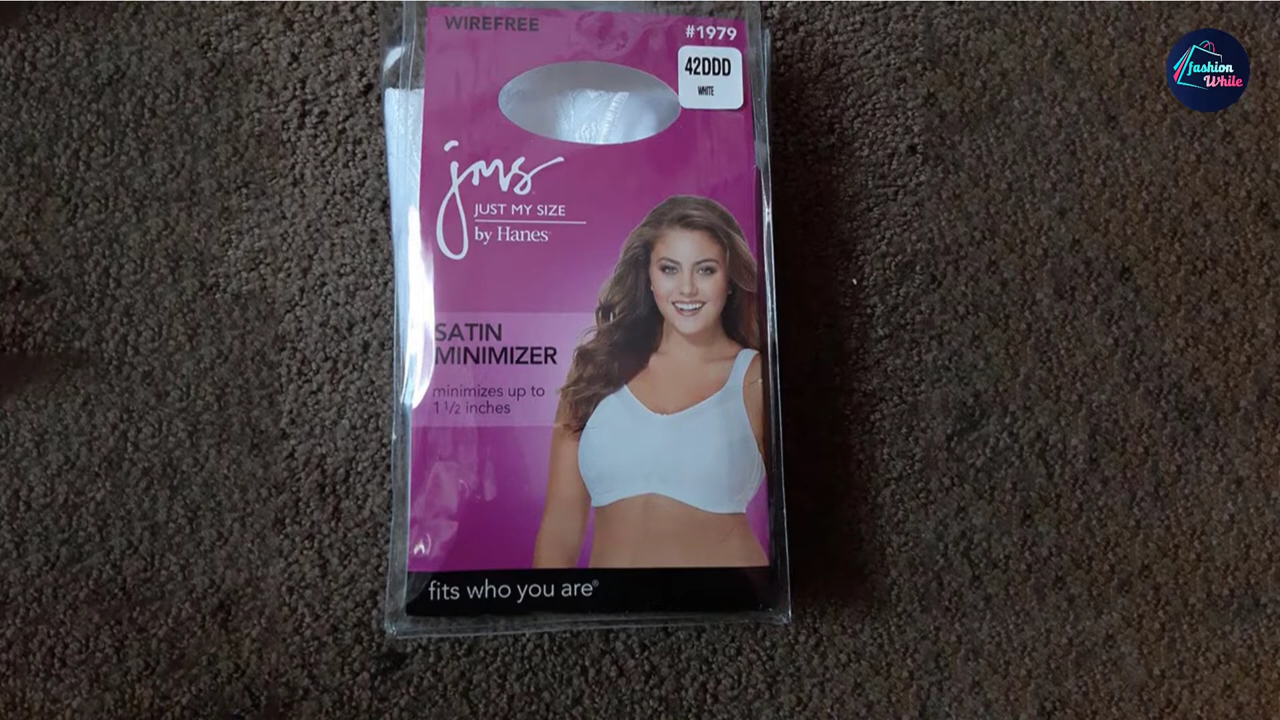 WIREFREE
#1979
42DDD
WHITE
jms
JUST MY SIZE
by Hanes
SATIN
MINIMIZER
minimizes up to
1 1/2 inches
fits who you are®
fashion
While